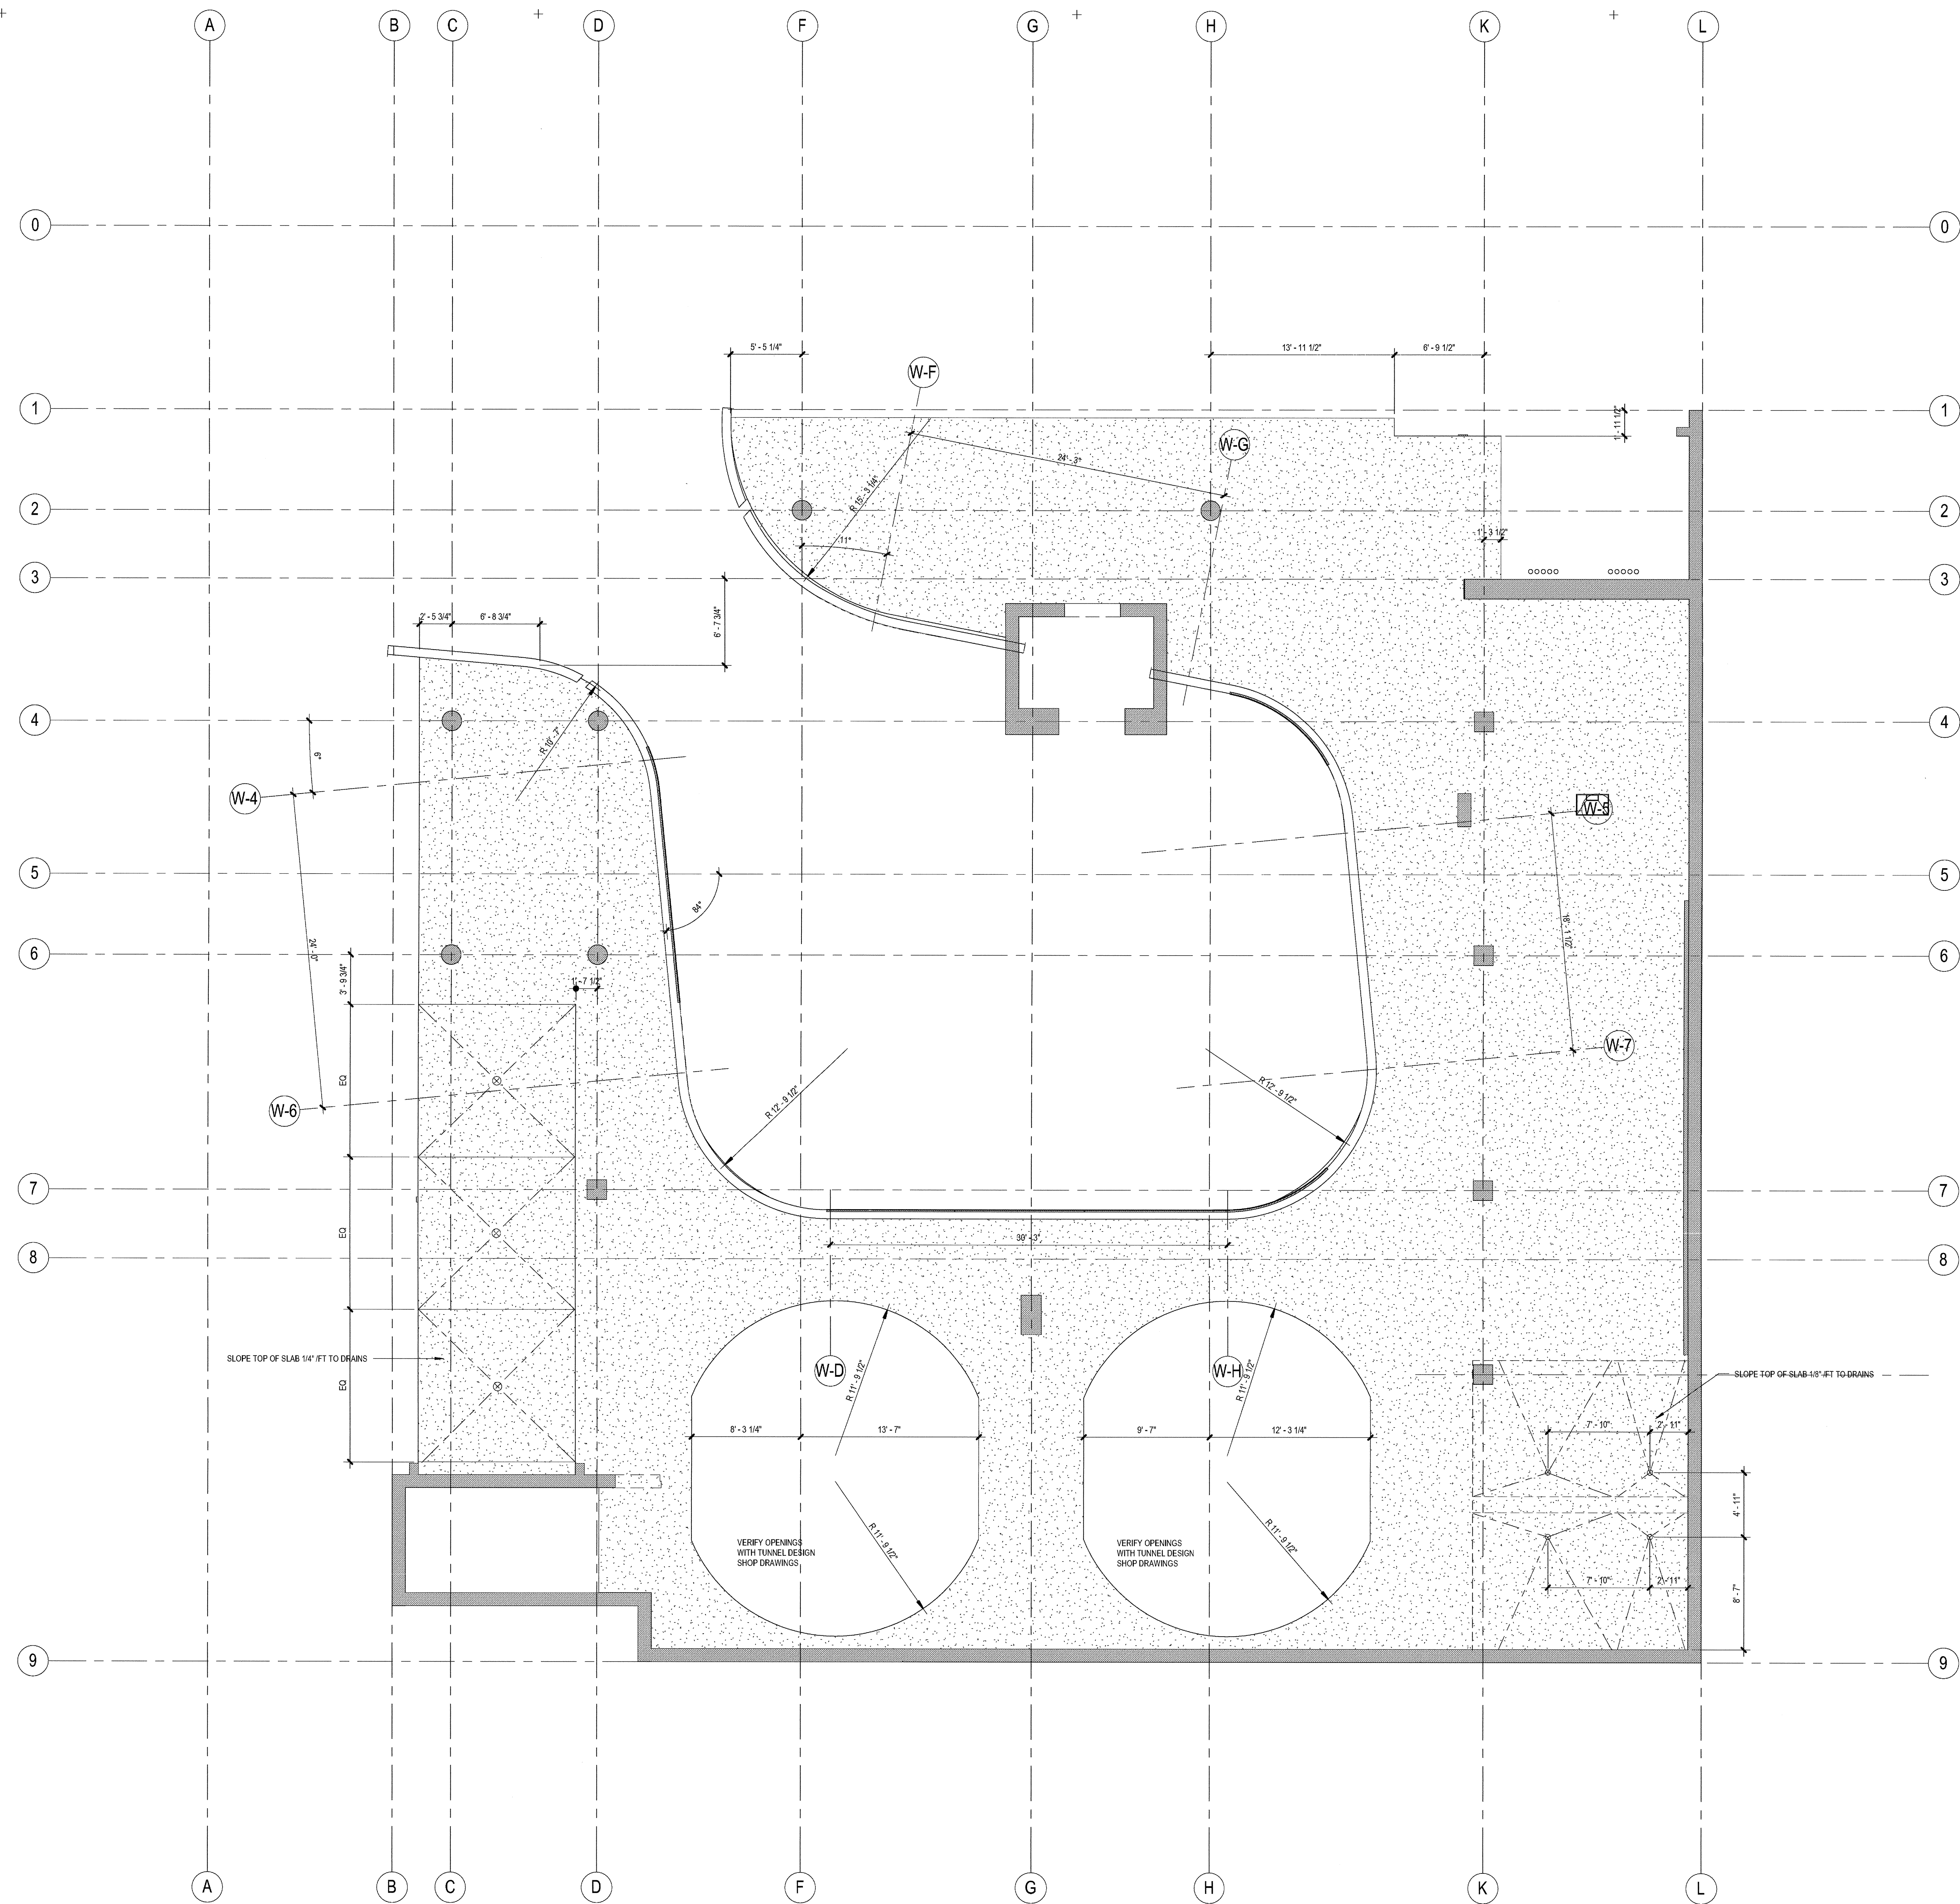 A
B
C
D
F
G
H
K
L
0
0
5' - 5 1/4"
13' - 11 1/2"
6' - 9 1/2"
W-F
1
1
1' - 11 1/2"
W-G
24' - 3"
R 15' - 3 1/4"
2
2
11°
1' - 3 1/2"
3
3
2' - 5 3/4"
6' - 8 3/4"
6' - 7 3/4"
4
4
R 10' - 7"
6°
W-4
W-5
5
5
84°
18' - 1 1/2"
24' - 0"
6
6
3' - 9 3/4"
1' - 7 1/2"
W-7
EQ
R 12' - 9 1/2"
R 12' - 9 1/2"
W-6
7
7
EQ
30' - 3"
8
8
SLOPE TOP OF SLAB 1/4" /FT TO DRAINS
W-D
R 11' - 9 1/2"
W-H
R 11' - 9 1/2"
SLOPE TOP OF SLAB 1/8" /FT TO DRAINS
EQ
8' - 3 1/4"
13' - 7"
9' - 7"
12' - 3 1/4"
7' - 10"
2' - 11"
4' - 11"
R 11' - 9 1/2"
R 11' - 9 1/2"
VERIFY OPENINGS
WITH TUNNEL DESIGN
SHOP DRAWINGS
VERIFY OPENINGS
WITH TUNNEL DESIGN
SHOP DRAWINGS
7' - 10"
2' - 11"
8' - 7"
9
9
A
B
C
D
F
G
H
K
L